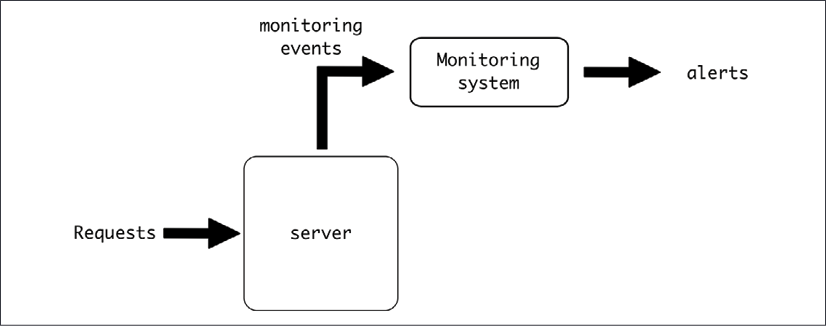 monitoring
events
Monitoring
system
alerts
Requests
server